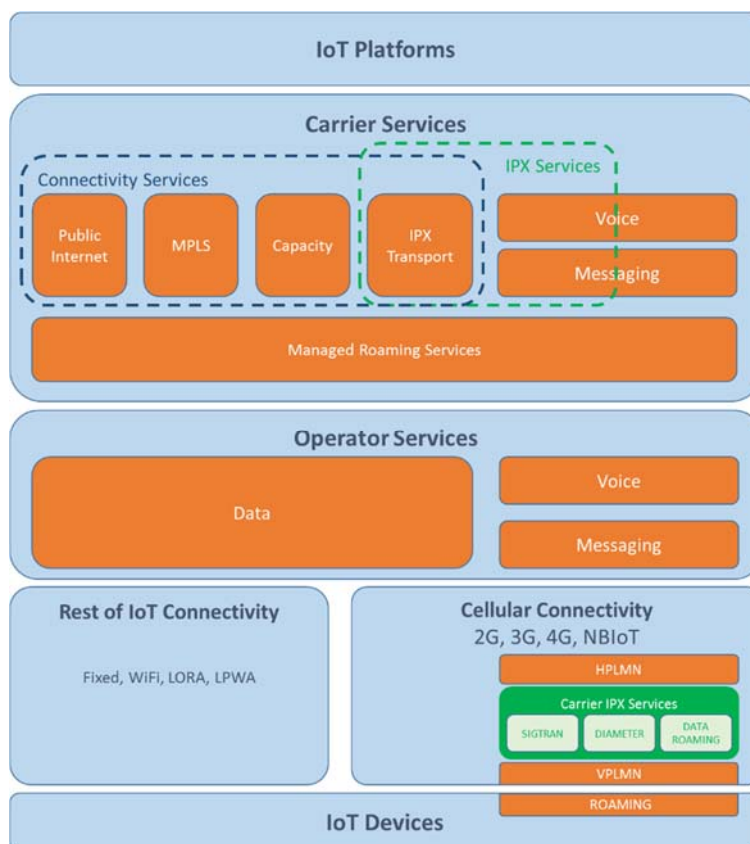 IoT Platforms
Carrier Services
Connectivity Services
IPX Services
Public
Internet
MPLS
Capacity
IPX
Transport
Voice
Messaging
Managed Roaming Services
Operator Services
Data
Voice
Messaging
Rest of IoT Connectivity
Fixed, WiFi, LORA, LPWA
Cellular Connectivity
2G, 3G, 4G, NBIoT
HPLMN
Carrier IPX Services
SIGTRAN
DIAMETER
DATA
ROAMING
VPLMN
ROAMING
IoT Devices